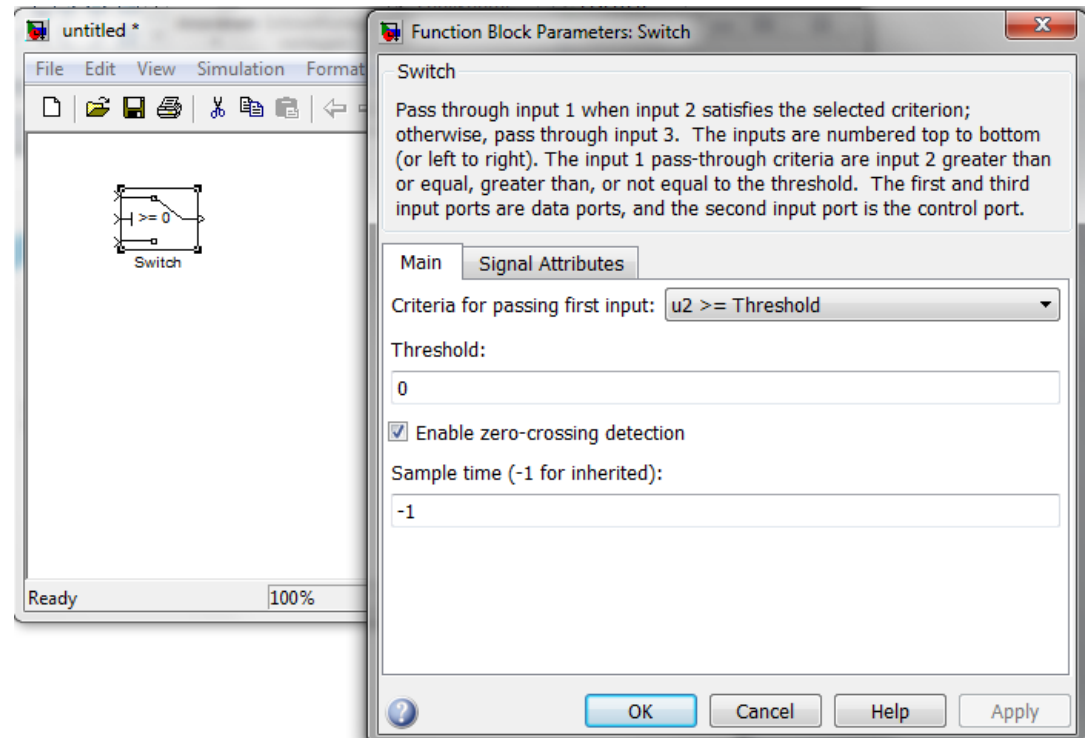 untitled *
File Edit View Simulation Format
>= 0
Switch
Ready 100%
Function Block Parameters: Switch
Switch
Pass through input 1 when input 2 satisfies the selected criterion;
otherwise, pass through input 3. The inputs are numbered top to bottom
(or left to right). The input 1 pass-through criteria are input 2 greater than
or equal, greater than, or not equal to the threshold. The first and third
input ports are data ports, and the second input port is the control port.
Main Signal Attributes
Criteria for passing first input: u2 >= Threshold
Threshold:
0
Enable zero-crossing detection
Sample time (-1 for inherited):
-1
OK Cancel Help Apply